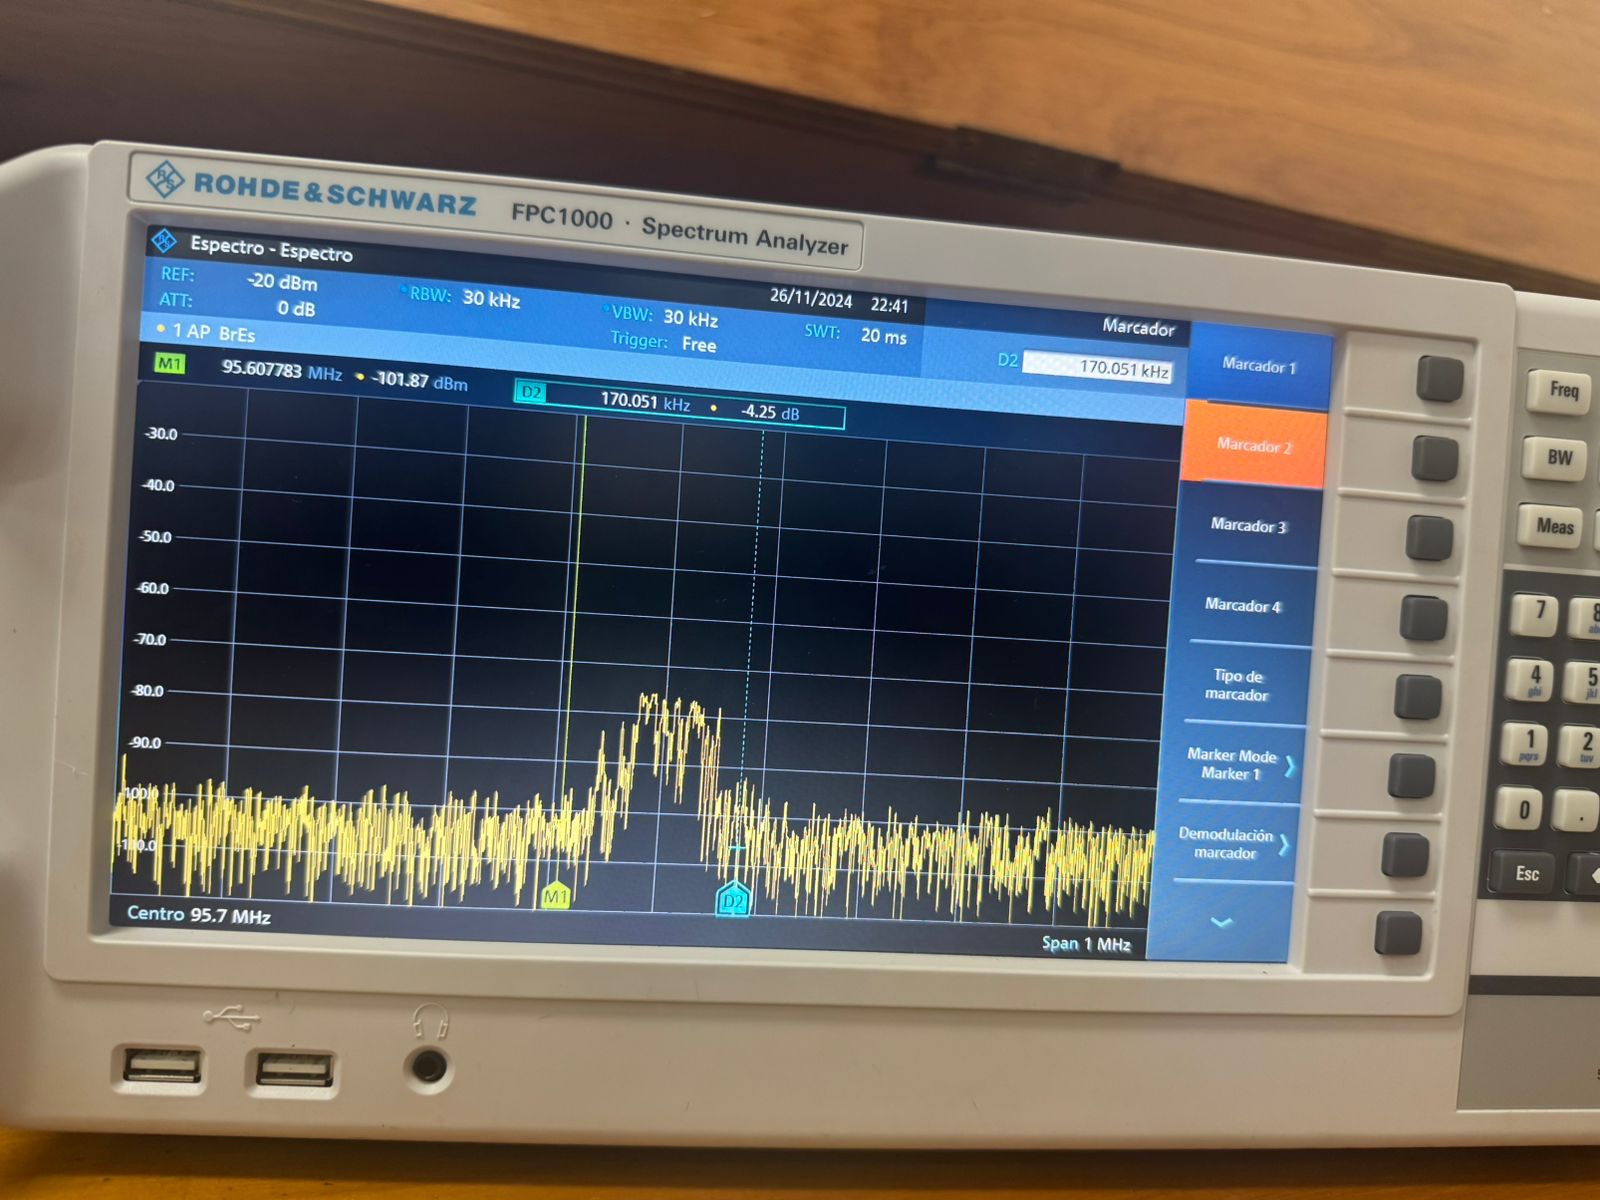 ROHDE&SCHWARZ FPC1000 · Spectrum Analyzer
Espectro - Espectro
26/11/2024 22:41
REF: -20 dBm RBW: 30 kHz VBW: 30 kHz SWT: 20 ms
ATT: 0 dB Trigger: Free
Marcador
1 AP BrEs
D2 170.051 kHz
M1 95.607783 MHz • -101.87 dBm
D2 170.051 kHz • -4.25 dB
-30.0
-40.0
-50.0
-60.0
-70.0
-80.0
-90.0
M1
D2
Centro 95.7 MHz
Span 1 MHz
Marcador 1
Marcador 2
Marcador 3
Marcador 4
Tipo de
marcador
Marker Mode
Marker 1
Demodulación
marcador
Freq
BW
Meas
7
8
4
ghi
5
jkl
1
pqrs
2
tuv
0
.
Esc